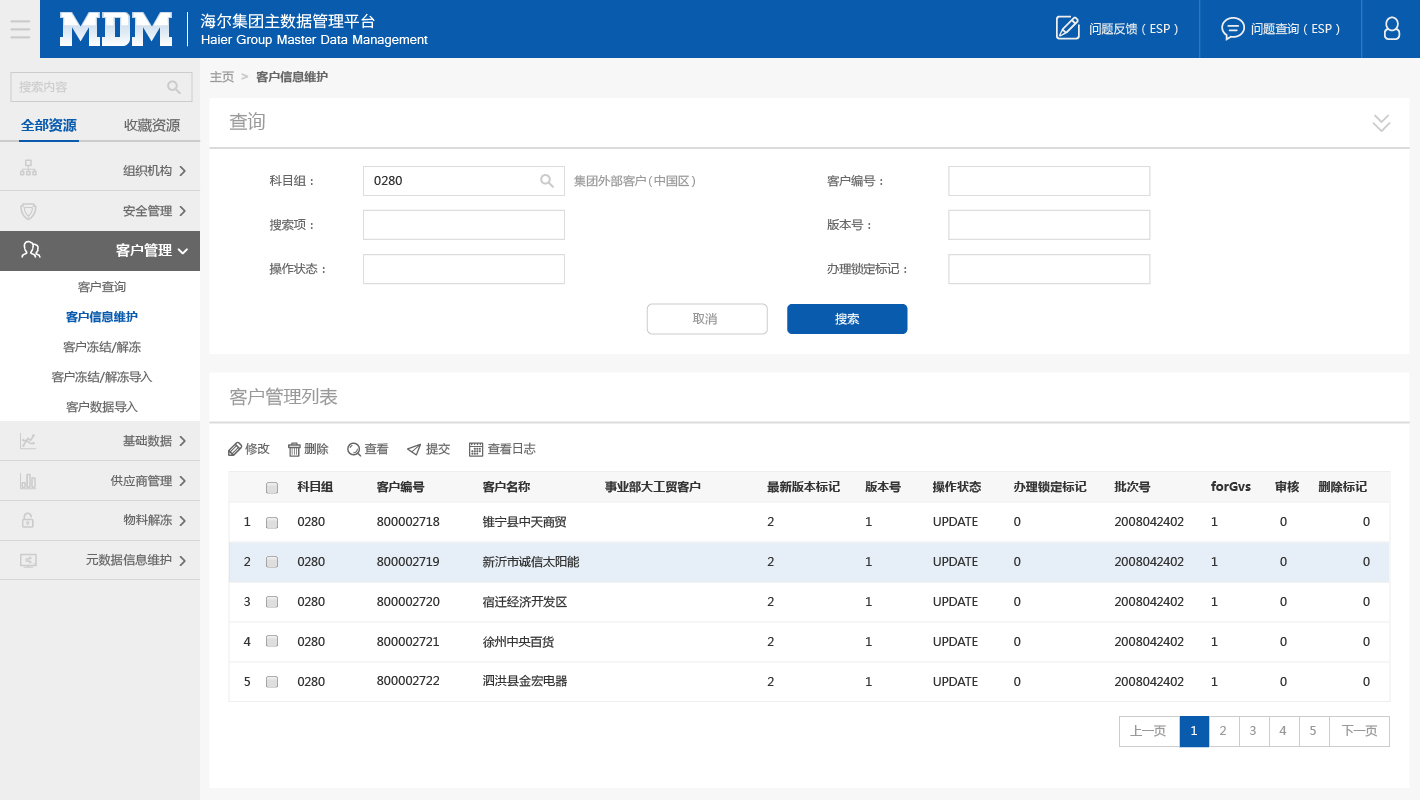 MDM
海尔集团主数据管理平台
Haier Group Master Data Management
问题反馈（ESP）
问题查询（ESP）
搜索内容
全部资源 收藏资源
组织机构
安全管理
客户管理
客户查询
客户信息维护
客户冻结/解冻
客户冻结/解冻导入
客户数据导入
基础数据
供应商管理
物料解冻
元数据信息维护
主页 > 客户信息维护
查询
科目组： 0280 集团外部客户(中国区) 客户编号：
搜索项： 版本号：
操作状态： 办理锁定标记：
取消 搜索
客户管理列表
修改 删除 查看 提交 查看日志
科目组 客户编号 客户名称 事业部大工贸客户 最新版本标记 版本号 操作状态 办理锁定标记 批次号 forGvs 审核 删除标记
1 0280 800002718 锥宁县中天商贸 2 1 UPDATE 0 2008042402 1 0 0
2 0280 800002719 新沂市诚信太阳能 2 1 UPDATE 0 2008042402 1 0 0
3 0280 800002720 宿迁经济开发区 2 1 UPDATE 0 2008042402 1 0 0
4 0280 800002721 徐州中央百货 2 1 UPDATE 0 2008042402 1 0 0
5 0280 800002722 泗洪县金宏电器 2 1 UPDATE 0 2008042402 1 0 0
上一页 1 2 3 4 5 下一页